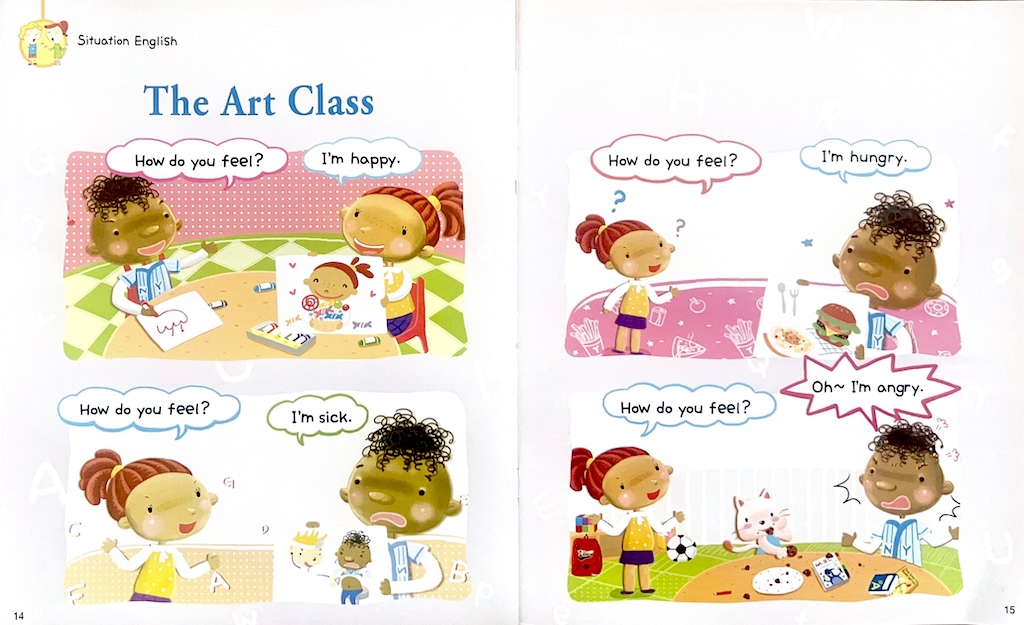 Situation English
The Art Class
How do you feel?
I'm happy.
How do you feel?
I'm sick.
14
How do you feel?
I'm hungry.
How do you feel?
Oh~ I'm angry.
15